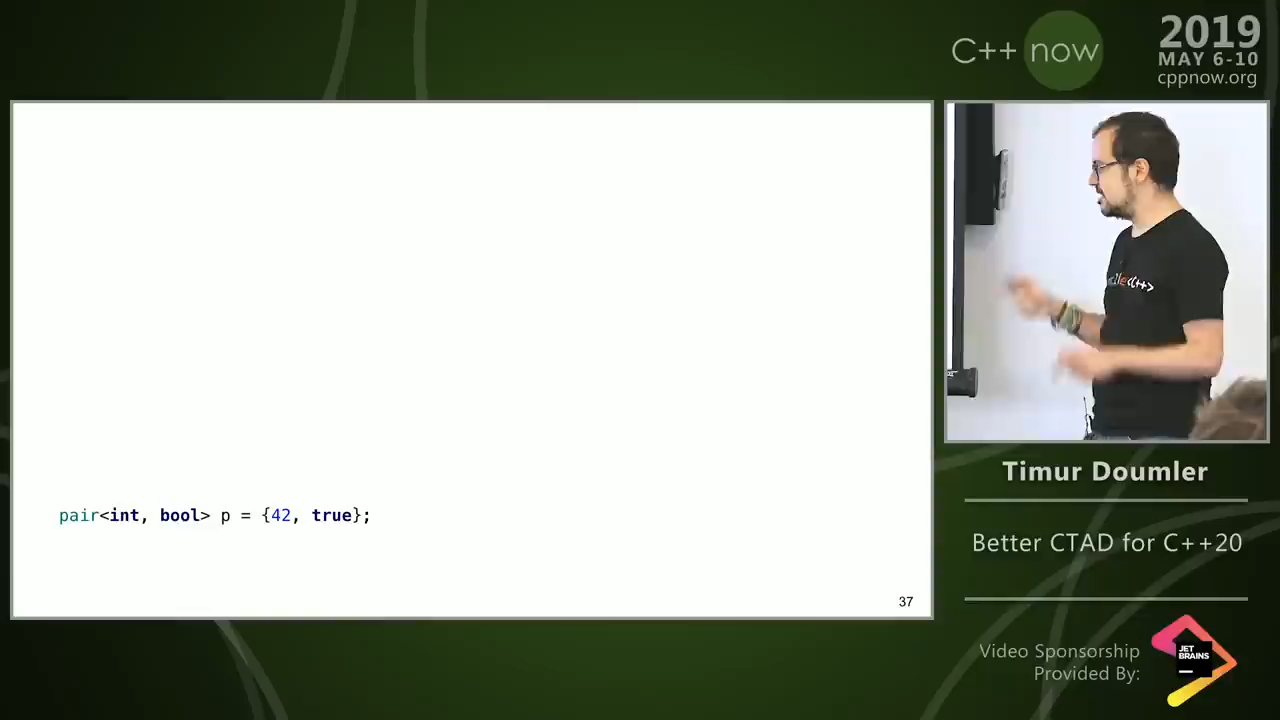 C++ now
2019
MAY 6-10
cppnow.org
<C++>
pair<int, bool> p = {42, true};
37
Timur Doumler
Better CTAD for C++20
Video Sponsorship
Provided By:
JET
BRAINS